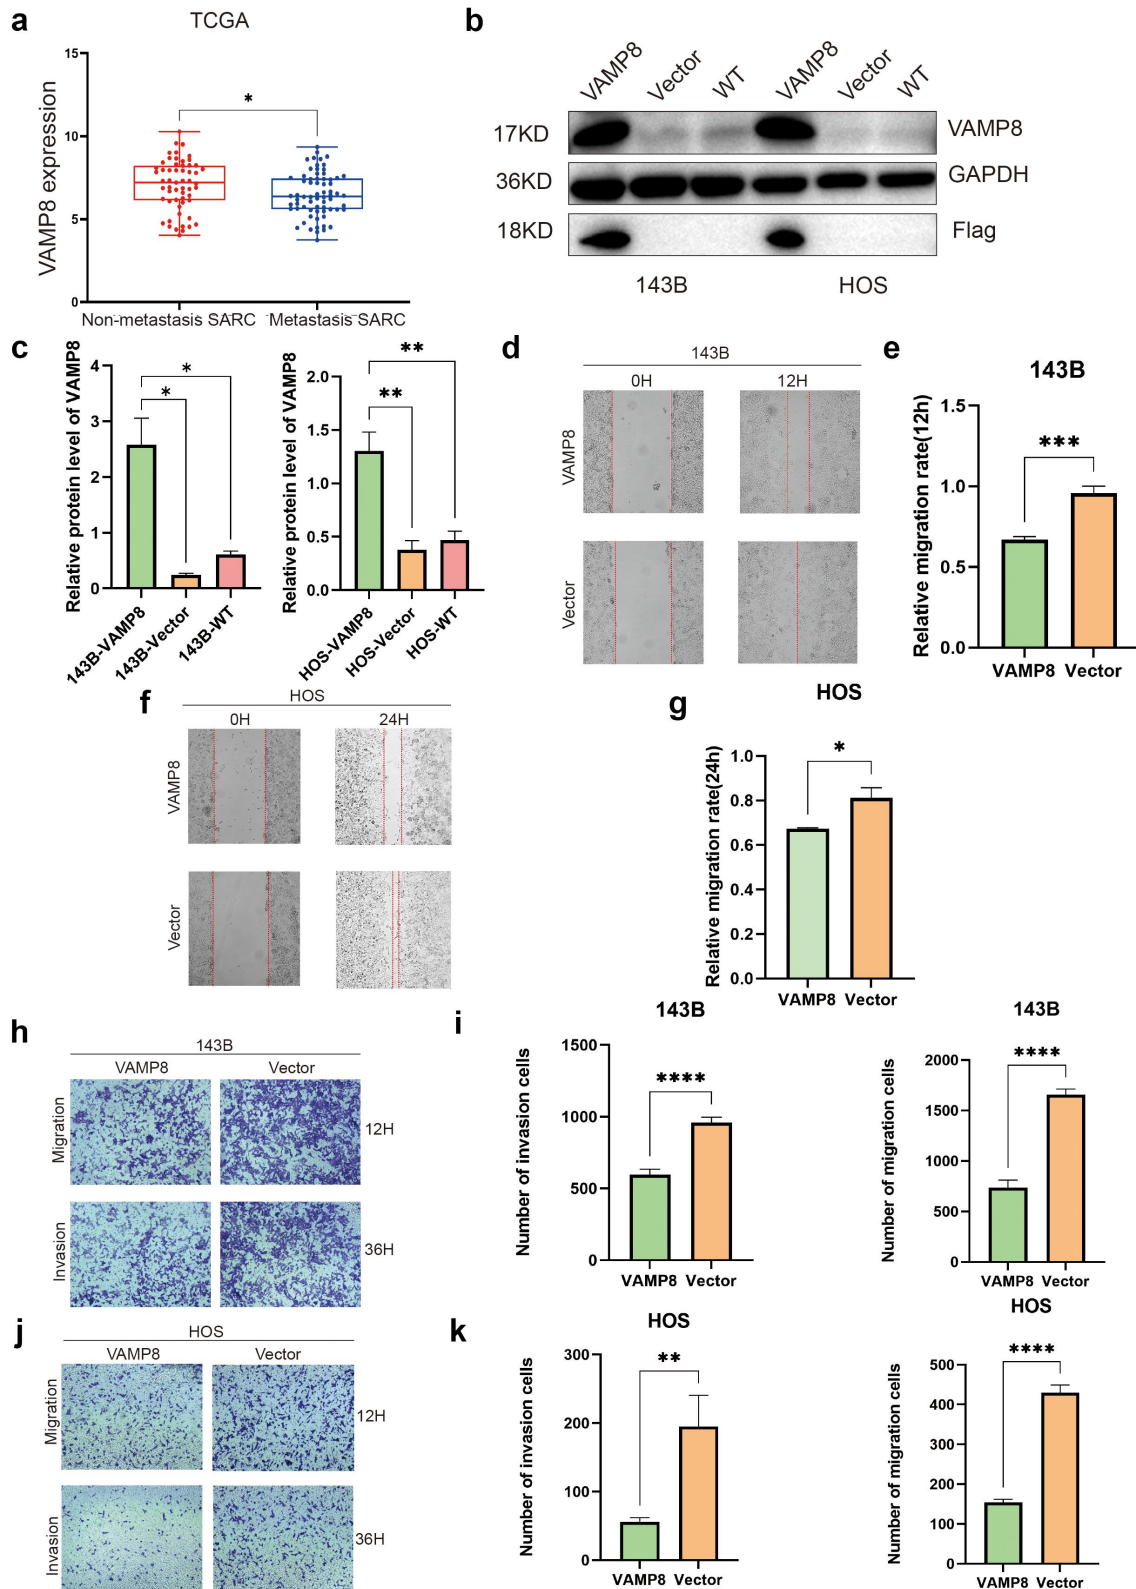 a
TCGA
VAMP8 expression
15
10
5
0
*
Non-metastasis SARC
Metastasis SARC
b
VAMP8
Vector
WT
VAMP8
Vector
WT
17KD
VAMP8
36KD
GAPDH
18KD
Flag
143B
HOS
c
Relative protein level of VAMP8
4
3
2
1
0
*
*
143B-VAMP8
143B-Vector
143B-WT
Relative protein level of VAMP8
2.0
1.5
1.0
0.5
0.0
**
**
HOS-VAMP8
HOS-Vector
HOS-WT
d
143B
0H
12H
VAMP8
Vector
e
143B
Relative migration rate(12h)
1.5
1.0
0.5
0.0
***
VAMP8
Vector
f
HOS
0H
24H
VAMP8
Vector
g
HOS
Relative migration rate(24h)
1.0
0.8
0.6
0.4
0.2
0.0
*
VAMP8
Vector
h
143B
VAMP8
Vector
Migration
12H
Invasion
36H
i
143B
Number of invasion cells
1500
1000
500
0
****
VAMP8
Vector
143B
Number of migration cells
2000
1500
1000
500
0
****
VAMP8
Vector
j
HOS
VAMP8
Vector
Migration
12H
Invasion
36H
k
HOS
Number of invasion cells
300
200
100
0
**
VAMP8
Vector
HOS
Number of migration cells
500
400
300
200
100
0
****
VAMP8
Vector